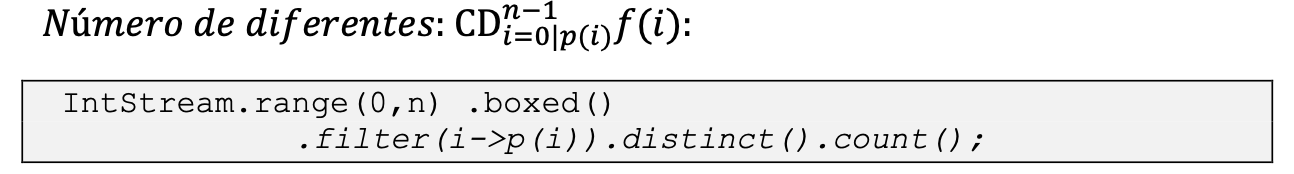 Número de diferentes: CD_{i=0|p(i)}^{n−1} f(i):
IntStream.range(0,n) .boxed()
.filter(i->p(i)).distinct().count();